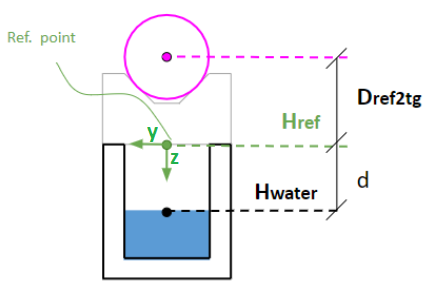 Ref. point
Dref2tg
Href
y
z
Hwater
d